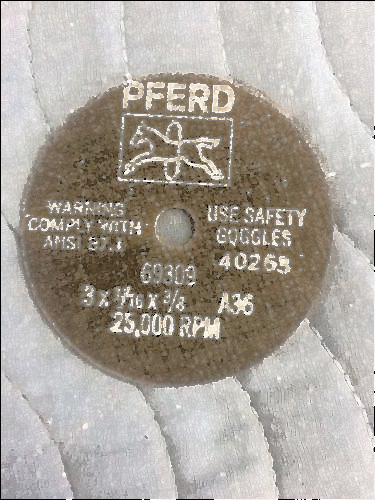 PFERD
WARNING
COMPLY WITH
ANSI B7.1
USE SAFETY
GOGGLES
40265
69309
3 x 1/16 x 3/8 A36
25,000 RPM